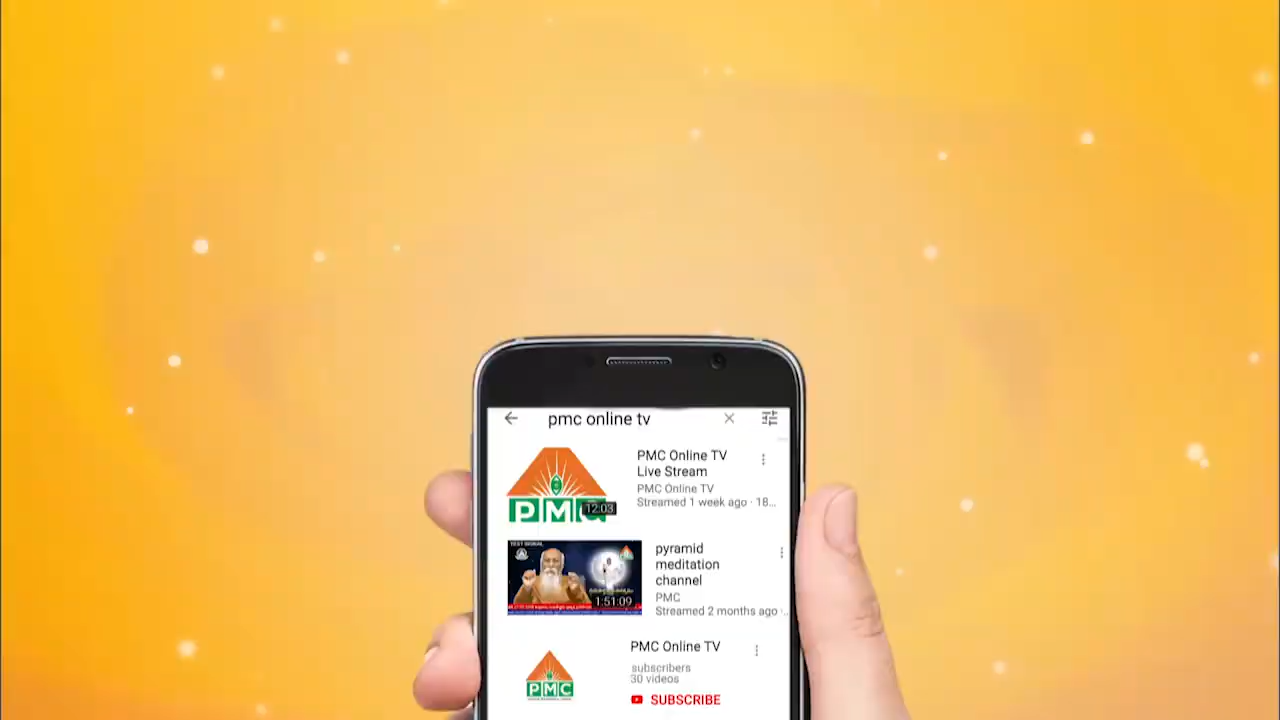 pmc online tv
PMC Online TV
Live Stream
PMC Online TV
Streamed 1 week ago · 18...
PMC
12:03
pyramid
meditation
channel
PMC
Streamed 2 months ago ·...
TEST SIGNAL
1:51:09
PMC Online TV
subscribers
30 videos
SUBSCRIBE
PMC